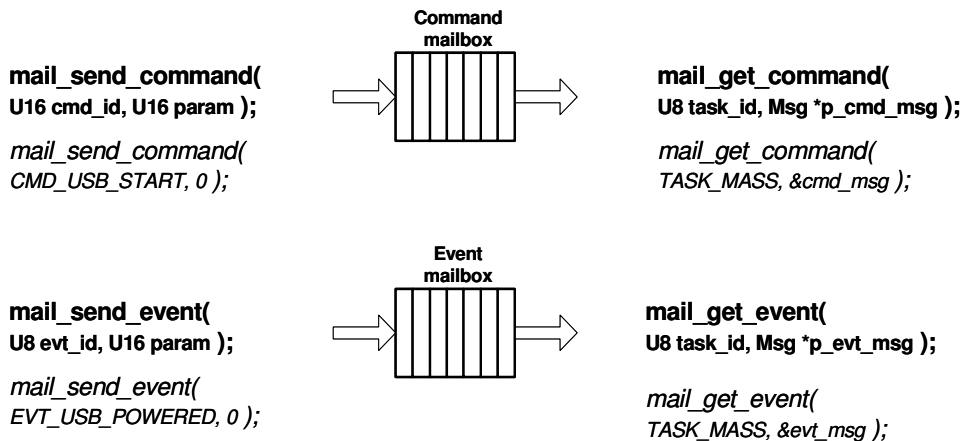 Command
mailbox
mail_send_command(
U16 cmd_id, U16 param );
mail_send_command(
CMD_USB_START, 0 );
mail_get_command(
U8 task_id, Msg *p_cmd_msg );
mail_get_command(
TASK_MASS, &cmd_msg );
Event
mailbox
mail_send_event(
U8 evt_id, U16 param );
mail_send_event(
EVT_USB_POWERED, 0 );
mail_get_event(
U8 task_id, Msg *p_evt_msg );
mail_get_event(
TASK_MASS, &evt_msg );